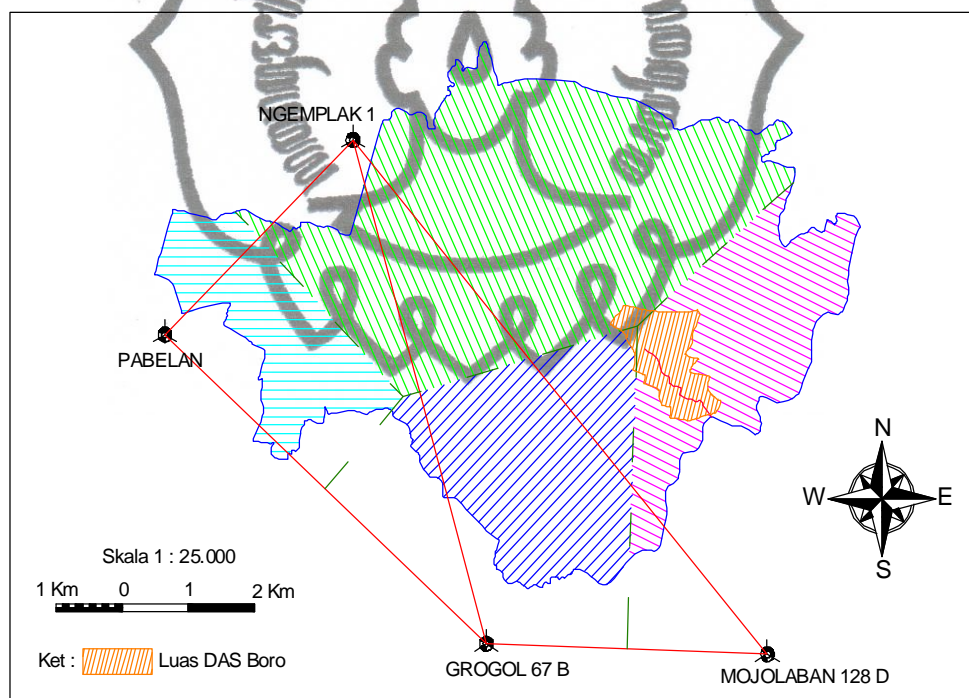 NGEMPLAK 1
PABELAN
N
W E
S
Skala 1 : 25.000
1 Km 0 1 2 Km
Ket : Luas DAS Boro
GROGOL 67 B
MOJOLABAN 128 D